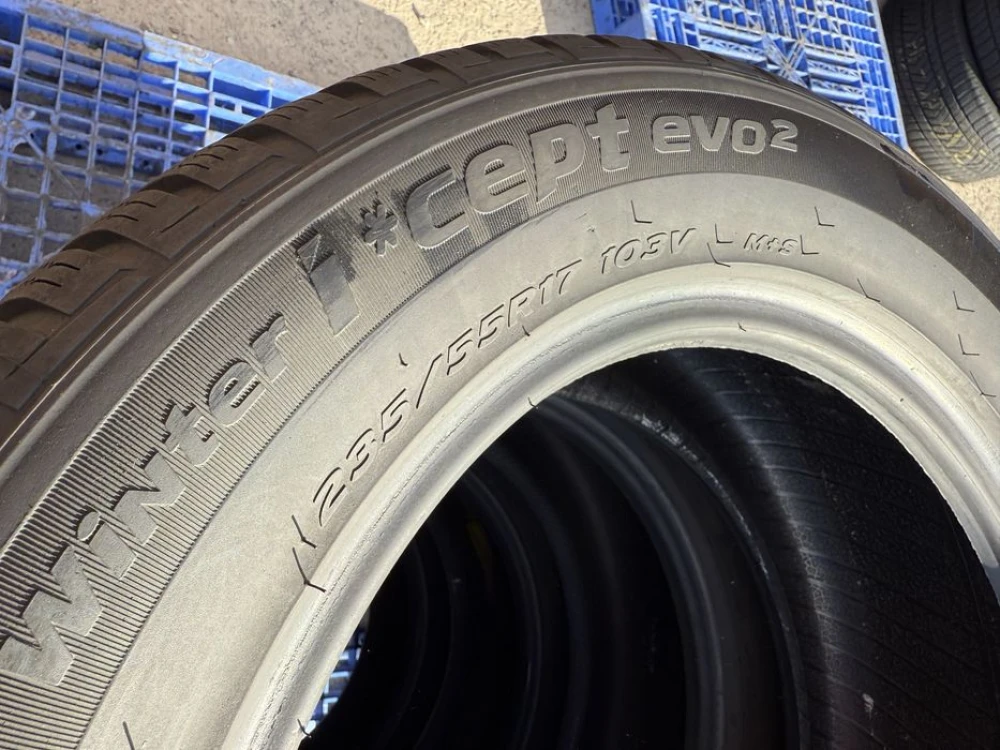 winter i*cept evo2
235/55R17 103V M+S